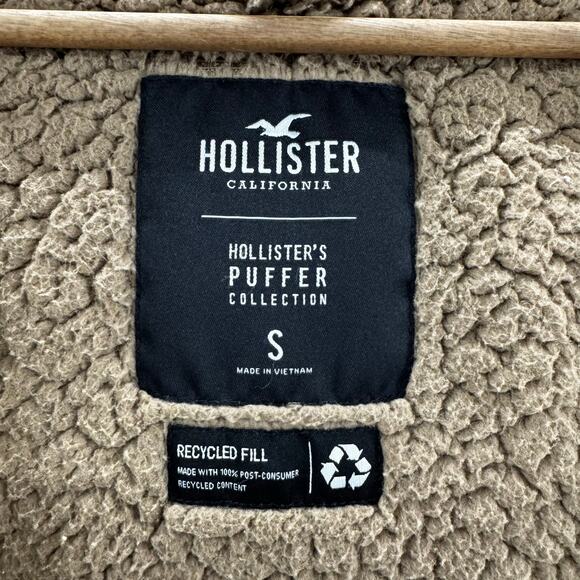 HOLLISTER
CALIFORNIA
HOLLISTER'S
PUFFER
COLLECTION
S
MADE IN VIETNAM
RECYCLED FILL
MADE WITH 100% POST-CONSUMER
RECYCLED CONTENT